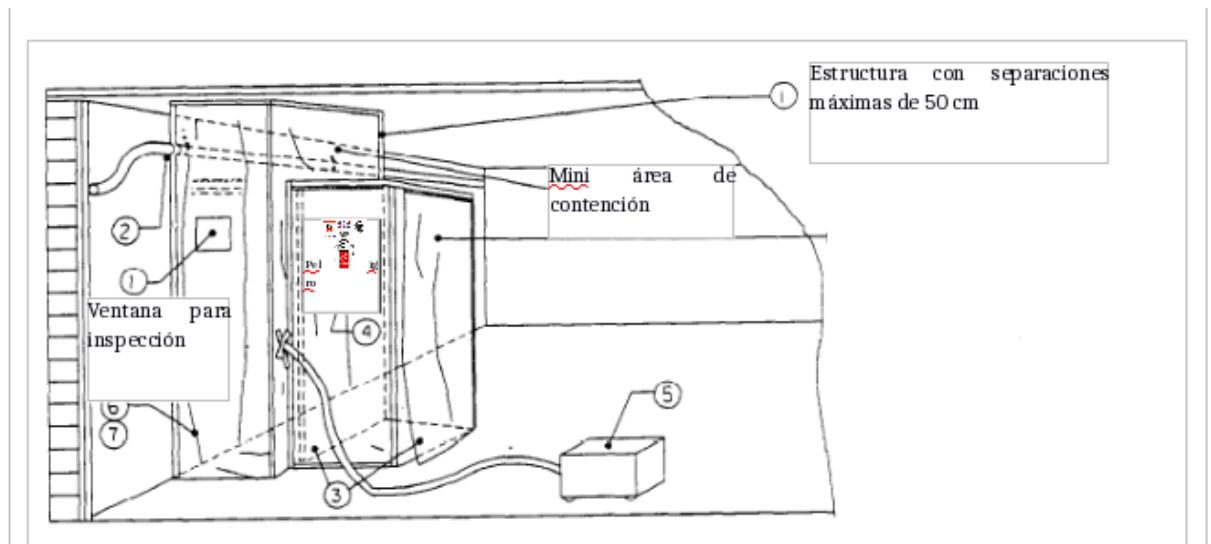 Estructura con separaciones
máximas de 50 cm
1
Mini área de
contención
2
1
Ventana para
inspección
Pol
m
4
5
6
7
3